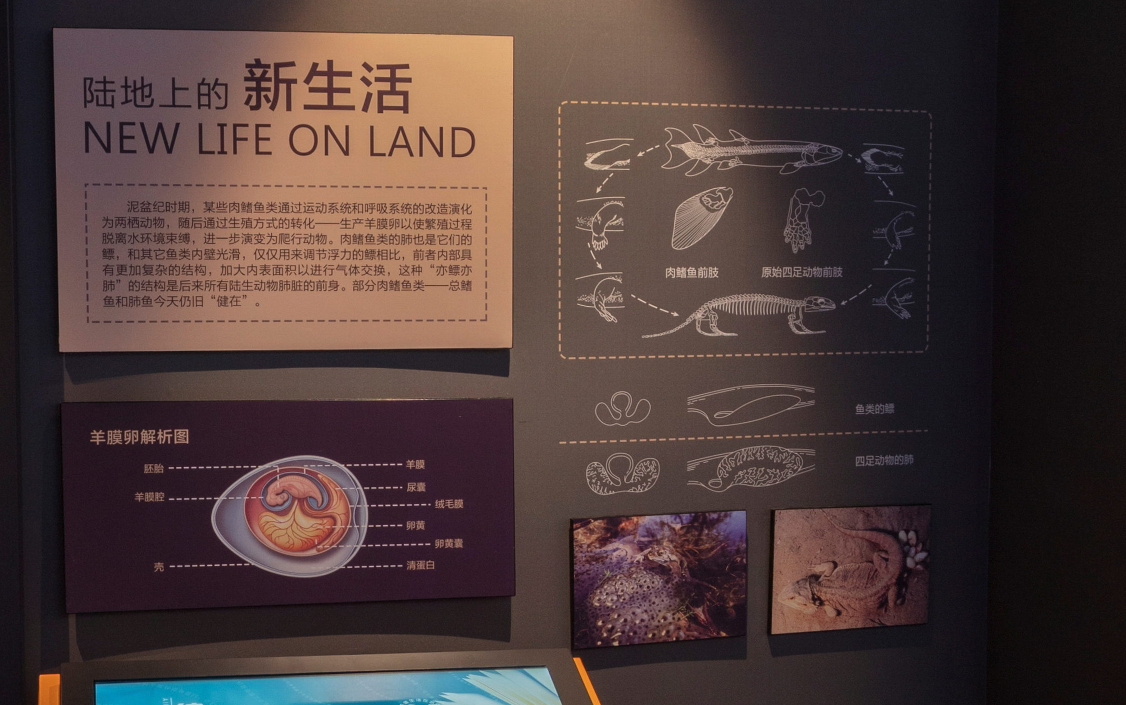 陆地上的 新生活
NEW LIFE ON LAND
泥盆纪时期，某些肉鳍鱼类通过运动系统和呼吸系统的改造演化
为两栖动物，随后通过生殖方式的转化——生产羊膜卵以使繁殖过程
脱离水环境束缚，进一步演变为爬行动物。肉鳍鱼类的肺也是它们的
鳔，和其它鱼类内壁光滑，仅仅用来调节浮力的鳔相比，前者内部具
有更加复杂的结构，加大内表面积以进行气体交换，这种“亦鳔亦
肺”的结构是后来所有陆生动物肺脏的前身。部分肉鳍鱼类——总鳍
鱼和肺鱼今天仍旧“健在”。
肉鳍鱼前肢
原始四足动物前肢
鱼类的鳔
四足动物的肺
羊膜卵解析图
胚胎
羊膜腔
壳
羊膜
尿囊
绒毛膜
卵黄
卵黄囊
清蛋白